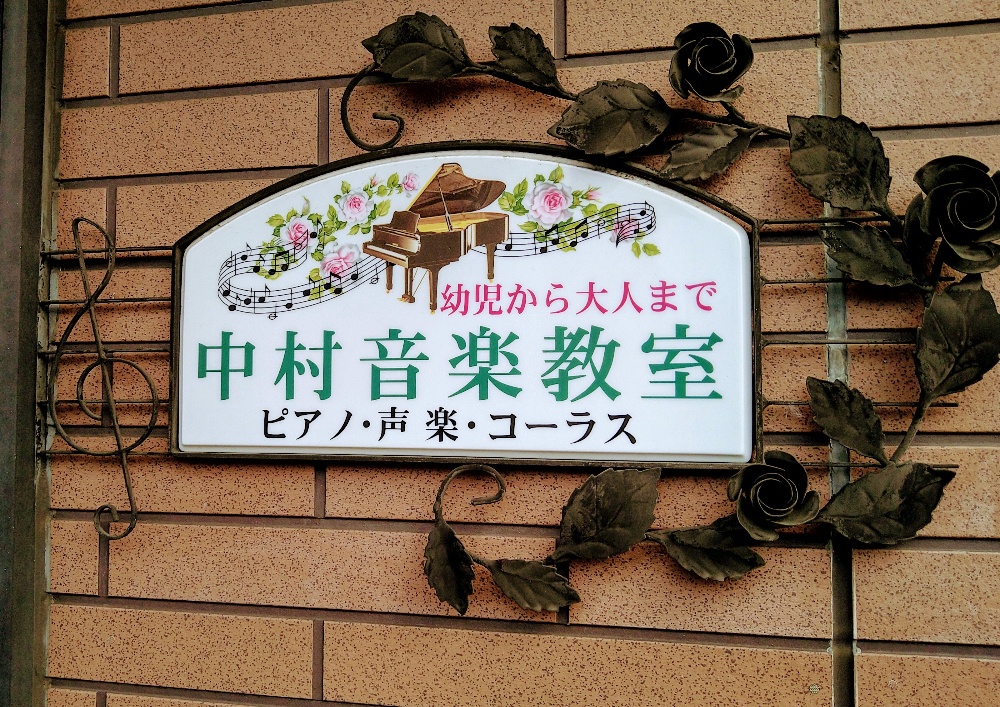 幼児から大人まで
中村音楽教室
ピアノ・声楽・コーラス